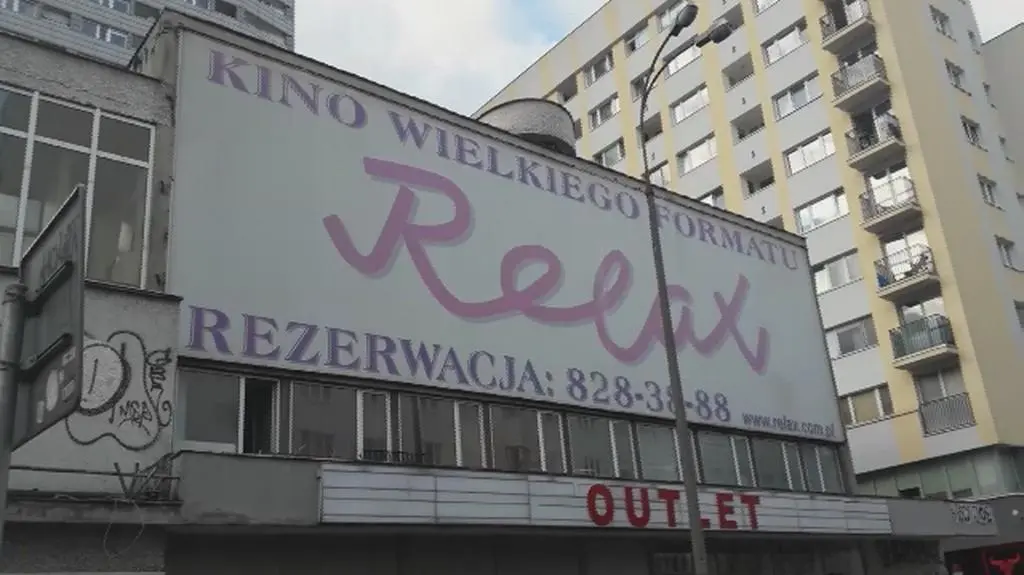 KINO WIELKIEGO FORMATU
Relax
REZERWACJA: 828-38-88
www.relax.com.pl
OUTLET